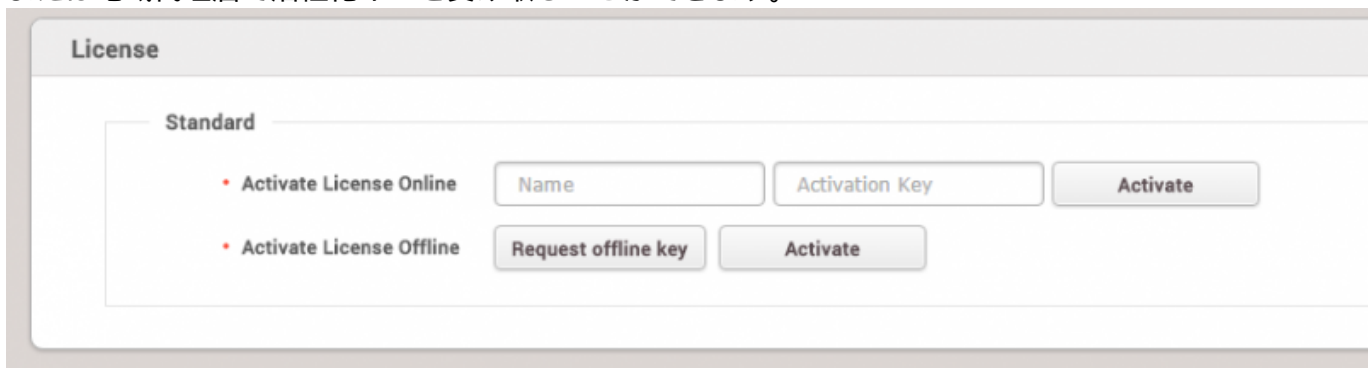 License
Standard
• Activate License Online Name Activation Key Activate
• Activate License Offline Request offline key Activate